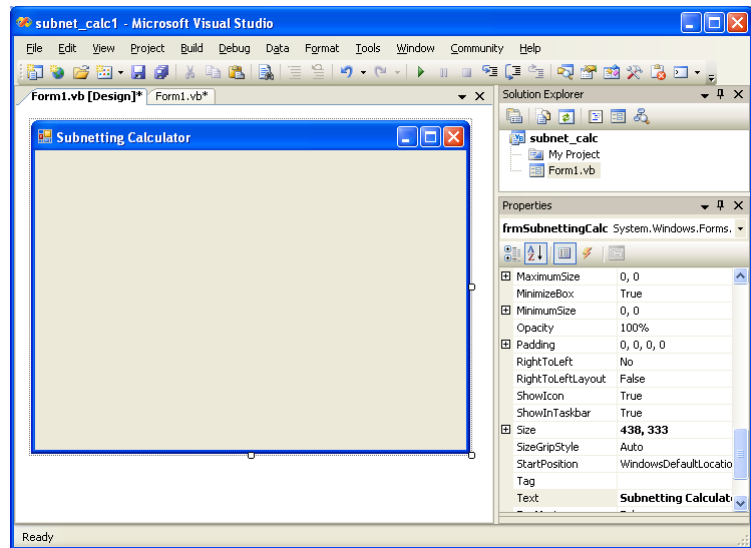 subnet_calc1 - Microsoft Visual Studio
File Edit View Project Build Debug Data Format Tools Window Community Help
Form1.vb [Design]* Form1.vb*
Subnetting Calculator
Solution Explorer
subnet_calc
My Project
Form1.vb
Properties
frmSubnettingCalc System.Windows.Forms.
MaximumSize 0, 0
MinimizeBox True
MinimumSize 0, 0
Opacity 100%
Padding 0, 0, 0, 0
RightToLeft No
RightToLeftLayout False
ShowIcon True
ShowInTaskbar True
Size 438, 333
SizeGripStyle Auto
StartPosition WindowsDefaultLocatio
Tag
Text Subnetting Calculat
Ready